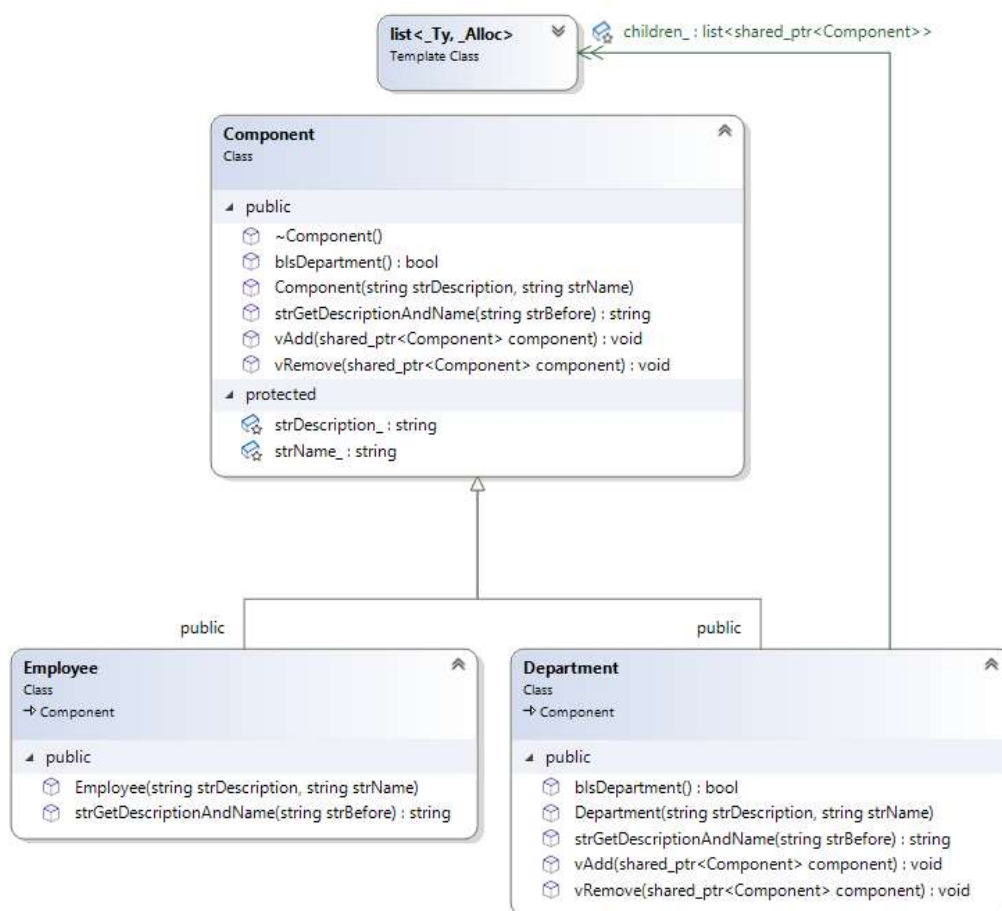 list<_Ty, _Alloc>
Template Class
children_ : list<shared_ptr<Component>>
Component
Class
public
~Component()
bIsDepartment() : bool
Component(string strDescription, string strName)
strGetDescriptionAndName(string strBefore) : string
vAdd(shared_ptr<Component> component) : void
vRemove(shared_ptr<Component> component) : void
protected
strDescription_ : string
strName_ : string
public
public
Employee
Class
Component
public
Employee(string strDescription, string strName)
strGetDescriptionAndName(string strBefore) : string
Department
Class
Component
public
bIsDepartment() : bool
Department(string strDescription, string strName)
strGetDescriptionAndName(string strBefore) : string
vAdd(shared_ptr<Component> component) : void
vRemove(shared_ptr<Component> component) : void